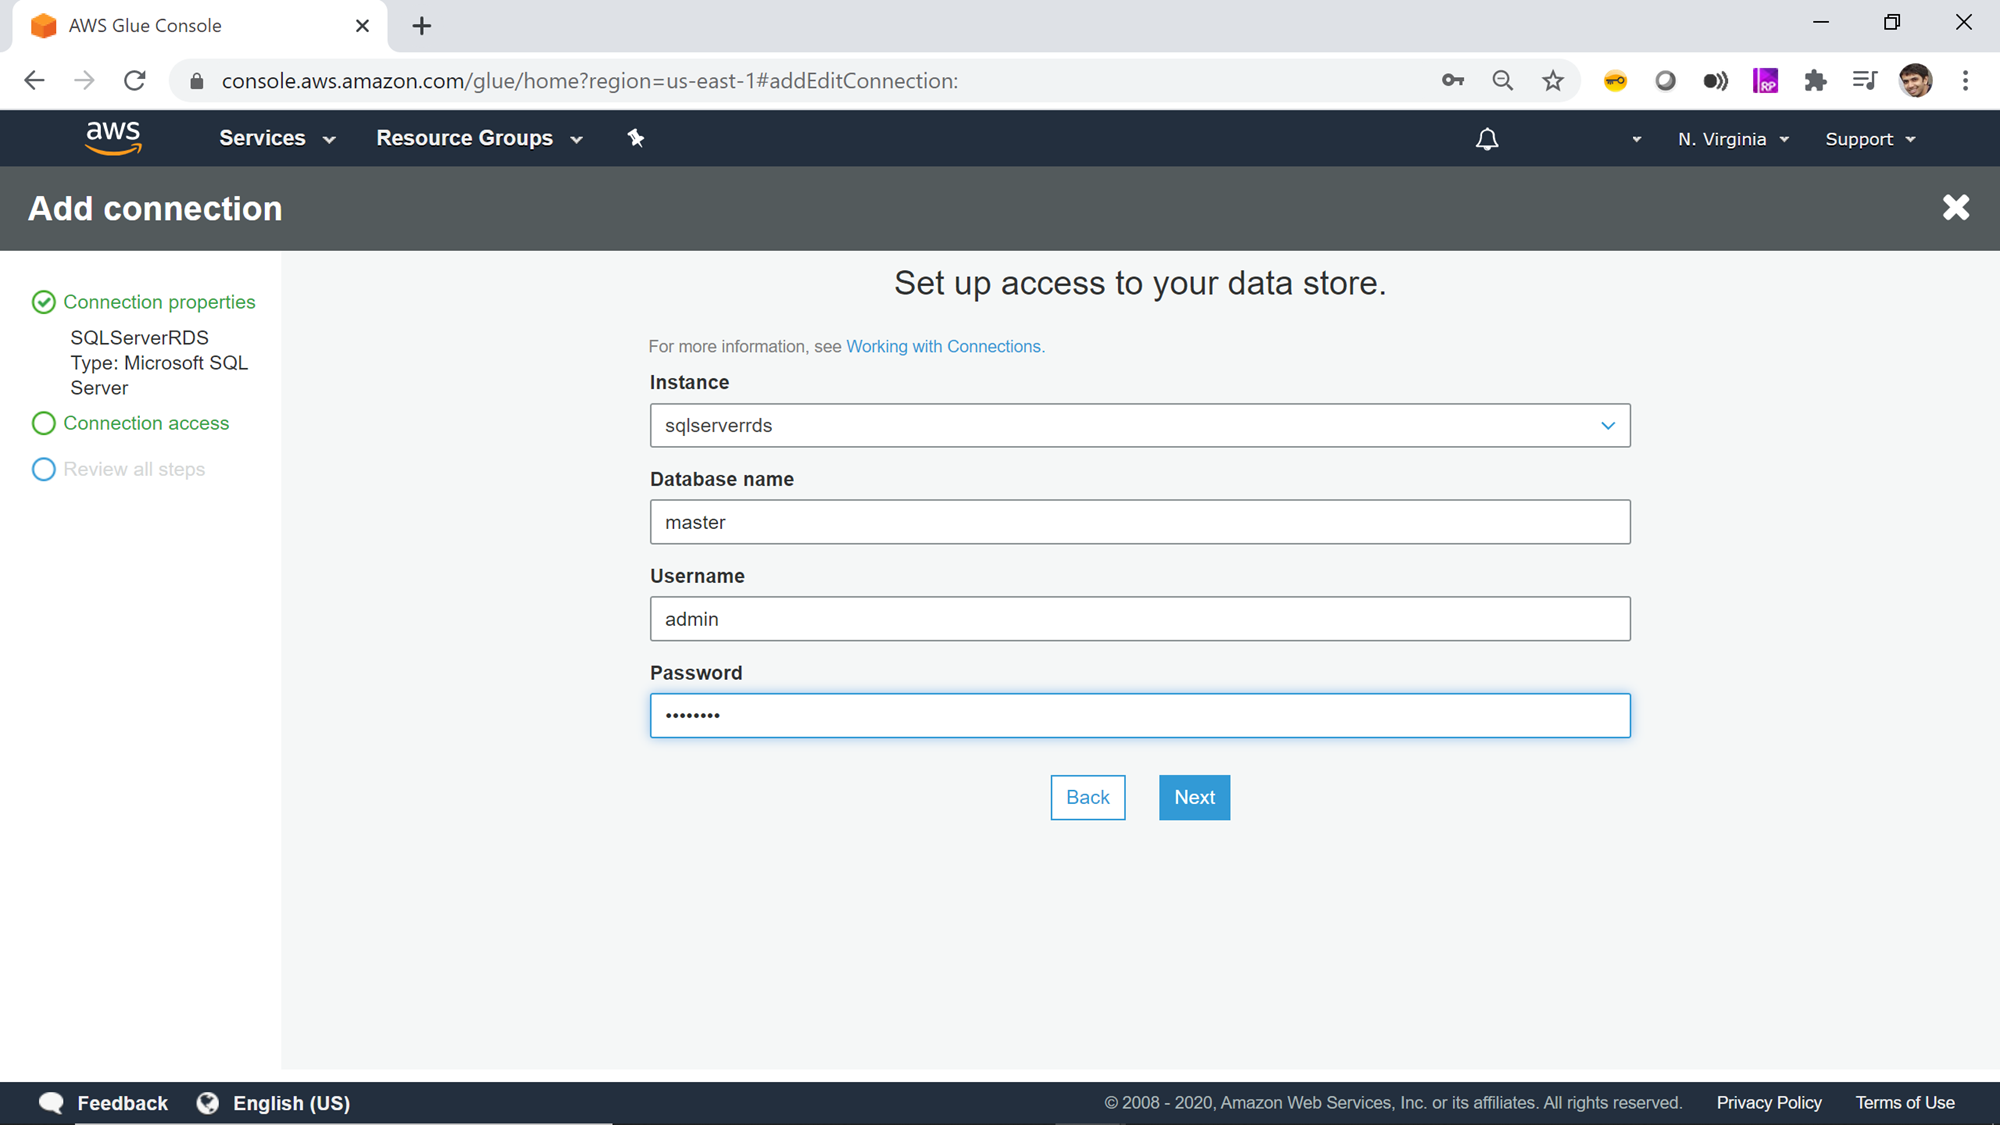 AWS Glue Console
console.aws.amazon.com/glue/home?region=us-east-1#addEditConnection:
RP
aws
Services
Resource Groups
N. Virginia
Support
Add connection
Connection properties
SQLServerRDS
Type: Microsoft SQL
Server
Connection access
Review all steps
Set up access to your data store.
For more information, see Working with Connections.
Instance
sqlserverrds
Database name
master
Username
admin
Password
••••••••
Back
Next
Feedback
English (US)
© 2008 - 2020, Amazon Web Services, Inc. or its affiliates. All rights reserved.
Privacy Policy
Terms of Use